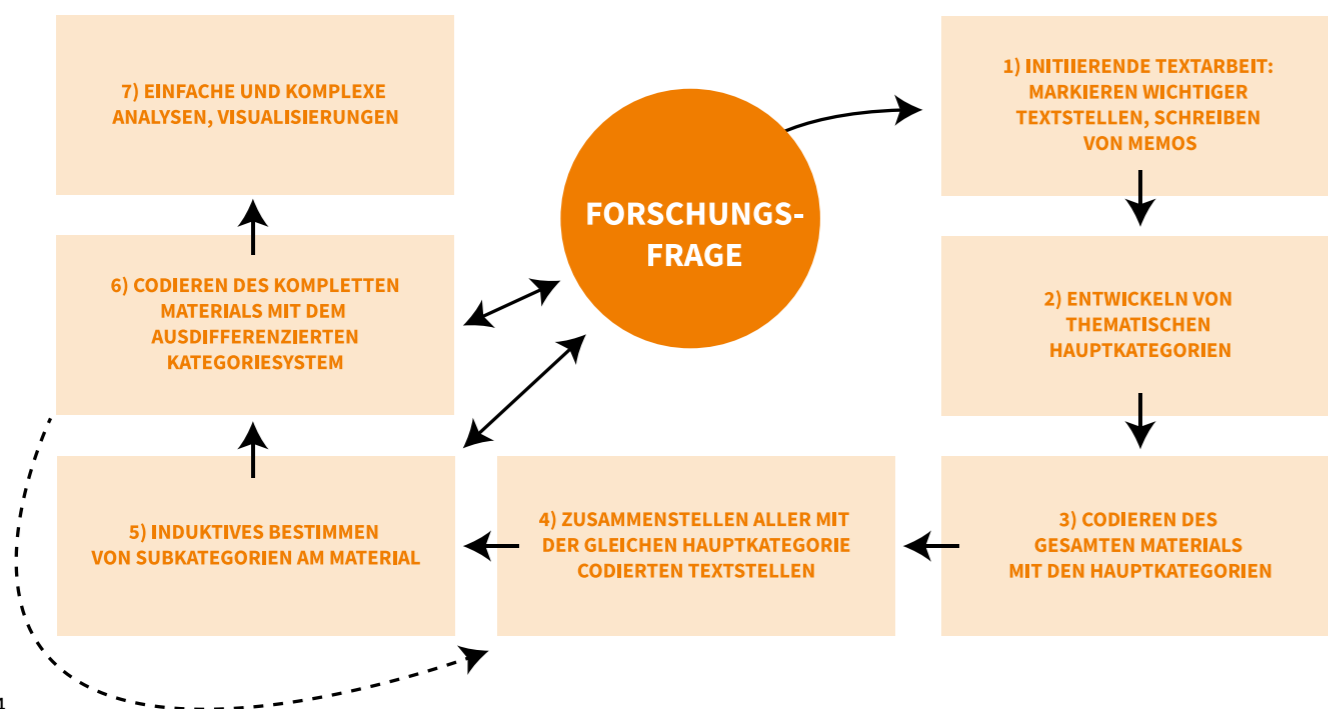 FORSCHUNGS-
FRAGE
1) INITIIERENDE TEXTARBEIT:
MARKIEREN WICHTIGER
TEXTSTELLEN, SCHREIBEN
VON MEMOS
2) ENTWICKELN VON
THEMATISCHEN
HAUPTKATEGORIEN
3) CODIEREN DES
GESAMTEN MATERIALS
MIT DEN HAUPTKATEGORIEN
4) ZUSAMMENSTELLEN ALLER MIT
DER GLEICHEN HAUPTKATEGORIE
CODIERTEN TEXTSTELLEN
5) INDUKTIVES BESTIMMEN
VON SUBKATEGORIEN AM MATERIAL
6) CODIEREN DES KOMPLETTEN
MATERIALS MIT DEM
AUSDIFFERENZIERTEN
KATEGORIESYSTEM
7) EINFACHE UND KOMPLEXE
ANALYSEN, VISUALISIERUNGEN